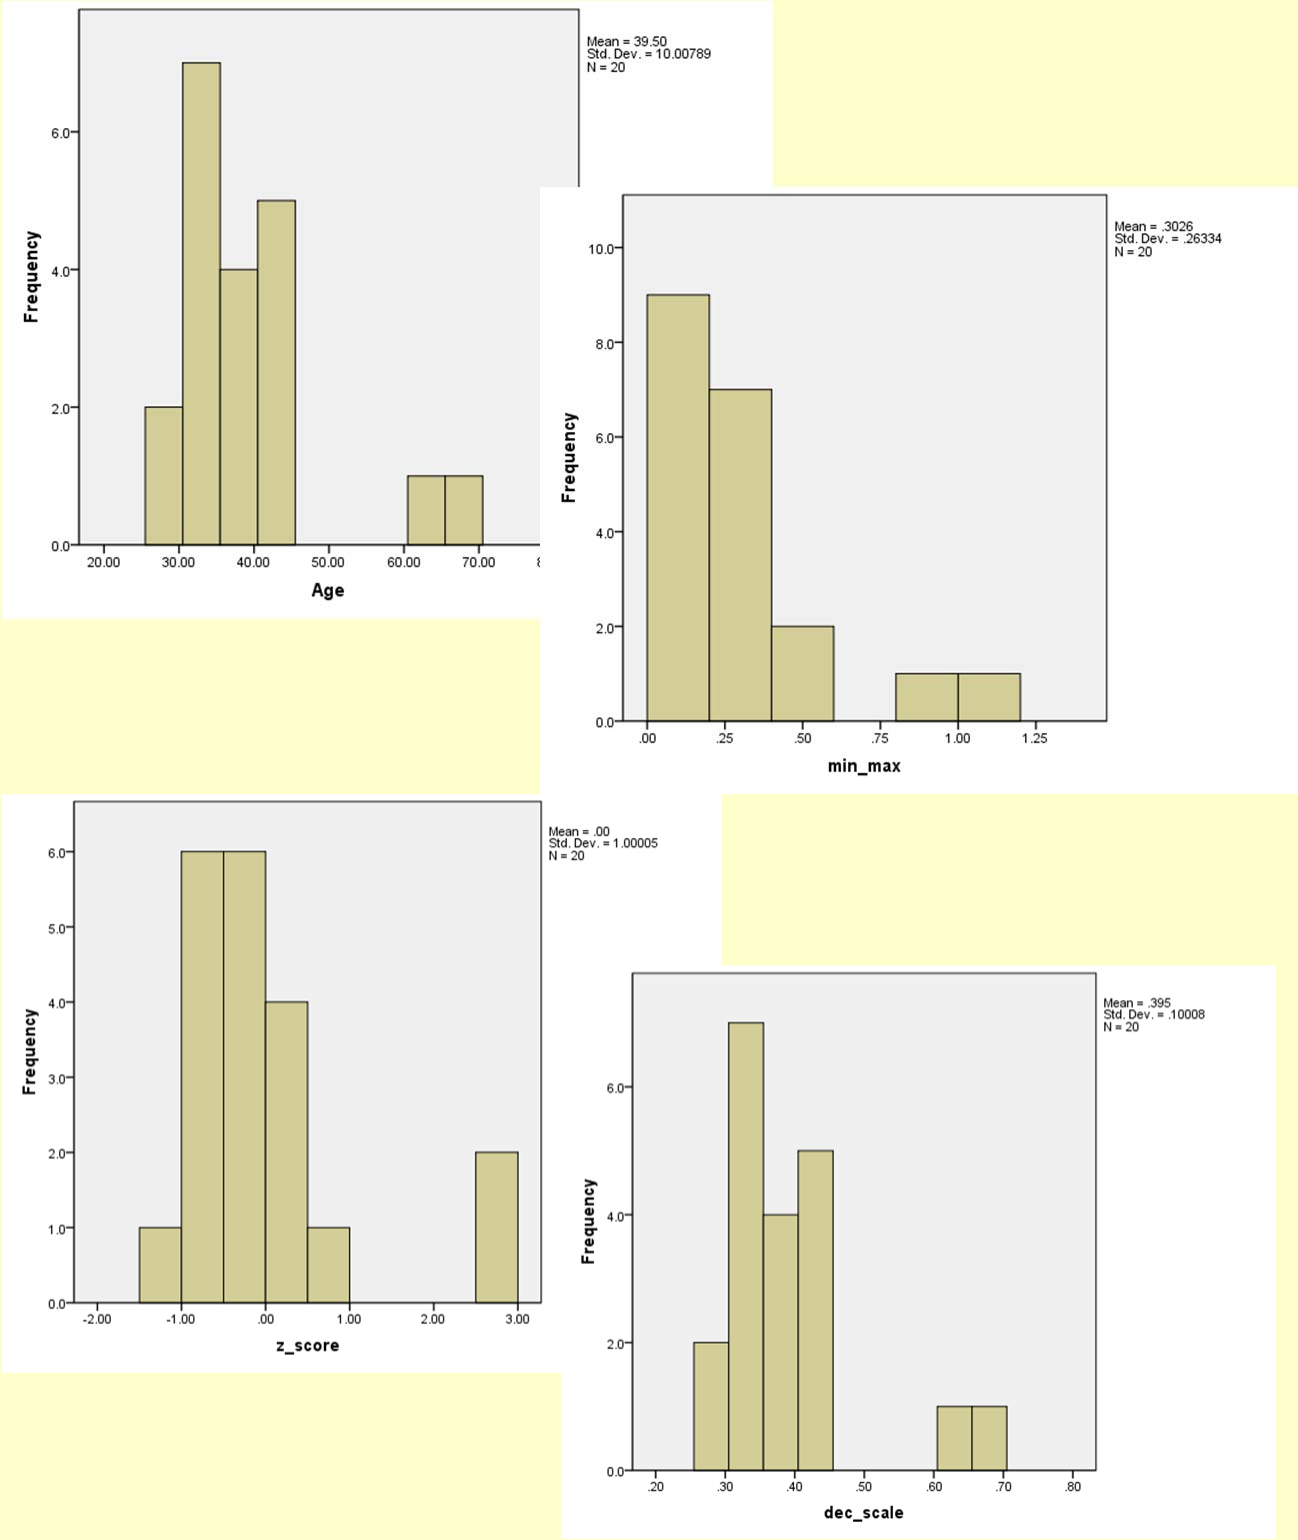 Mean = 39.50
Std. Dev. = 10.00789
N = 20
Frequency
6.0
4.0
2.0
0.0
20.00 30.00 40.00 50.00 60.00 70.00
Age
Mean = .3026
Std. Dev. = .26334
N = 20
Frequency
10.0
8.0
6.0
4.0
2.0
0.0
.00 .25 .50 .75 1.00 1.25
min_max
Mean = .00
Std. Dev. = 1.00005
N = 20
Frequency
6.0
5.0
4.0
3.0
2.0
1.0
0.0
-2.00 -1.00 .00 1.00 2.00 3.00
z_score
Mean = .395
Std. Dev. = .10008
N = 20
Frequency
6.0
4.0
2.0
0.0
.20 .30 .40 .50 .60 .70 .80
dec_scale